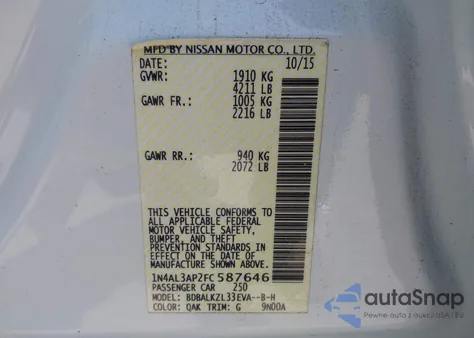 MFD BY NISSAN MOTOR CO., LTD.
DATE: 10/15
GVWR: 1910 KG
4211 LB
GAWR FR.: 1005 KG
2216 LB
GAWR RR.: 940 KG
2072 LB
THIS VEHICLE CONFORMS TO
ALL APPLICABLE FEDERAL
MOTOR VEHICLE SAFETY,
BUMPER, AND THEFT
PREVENTION STANDARDS IN
EFFECT ON THE DATE OF
MANUFACTURE SHOWN ABOVE.
1N4AL3AP2FC587646
PASSENGER CAR 250
MODEL: BDBALKZL33EVA--B-H
COLOR: QAK TRIM: G 9N00A
autoSnap
Pewne auto z aukcji USA i EU